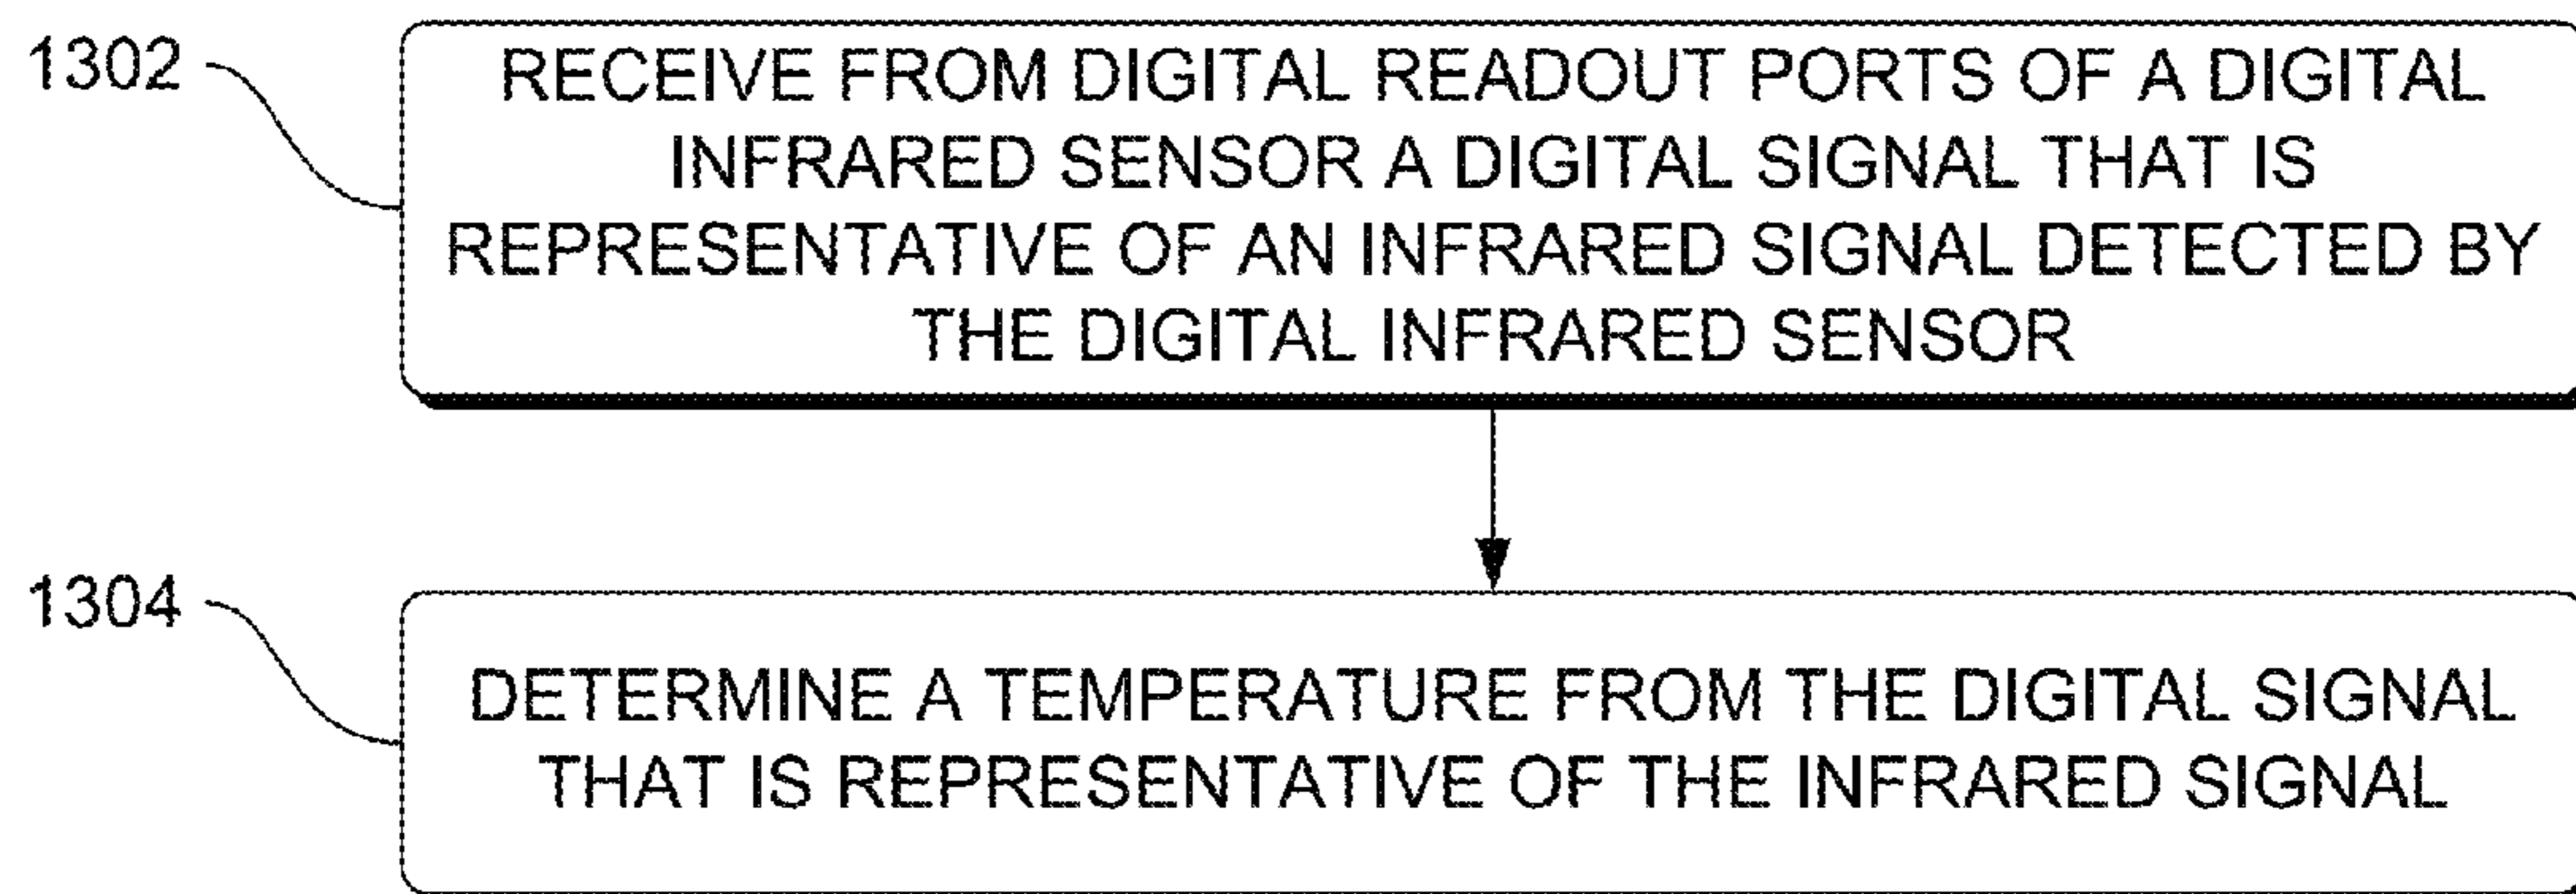 1302
RECEIVE FROM DIGITAL READOUT PORTS OF A DIGITAL
INFRARED SENSOR A DIGITAL SIGNAL THAT IS
REPRESENTATIVE OF AN INFRARED SIGNAL DETECTED BY
THE DIGITAL INFRARED SENSOR
1304
DETERMINE A TEMPERATURE FROM THE DIGITAL SIGNAL
THAT IS REPRESENTATIVE OF THE INFRARED SIGNAL